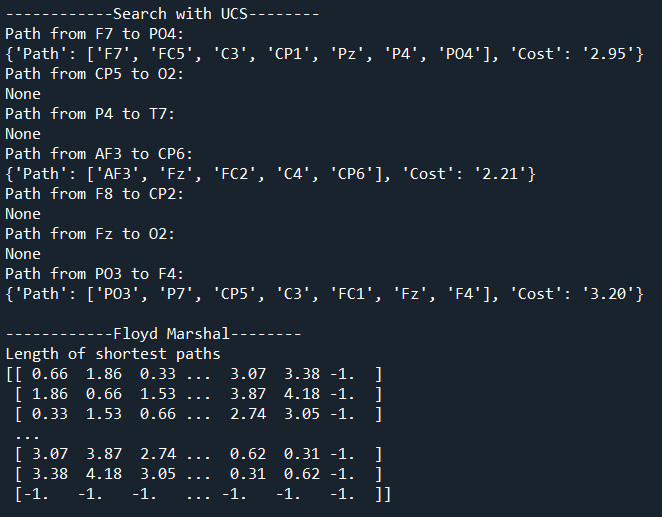 ------------Search with UCS--------
Path from F7 to PO4:
{'Path': ['F7', 'FC5', 'C3', 'CP1', 'Pz', 'P4', 'PO4'], 'Cost': '2.95'}
Path from CP5 to O2:
None
Path from P4 to T7:
None
Path from AF3 to CP6:
{'Path': ['AF3', 'Fz', 'FC2', 'C4', 'CP6'], 'Cost': '2.21'}
Path from F8 to CP2:
None
Path from Fz to O2:
None
Path from PO3 to F4:
{'Path': ['PO3', 'P7', 'CP5', 'C3', 'FC1', 'Fz', 'F4'], 'Cost': '3.20'}

------------Floyd Marshal--------
Length of shortest paths
[[ 0.66  1.86  0.33 ...  3.07  3.38 -1.  ]
 [ 1.86  0.66  1.53 ...  3.87  4.18 -1.  ]
 [ 0.33  1.53  0.66 ...  2.74  3.05 -1.  ]
 ...
 [ 3.07  3.87  2.74 ...  0.62  0.31 -1.  ]
 [ 3.38  4.18  3.05 ...  0.31  0.62 -1.  ]
 [-1.   -1.   -1.   ... -1.   -1.   -1.  ]]